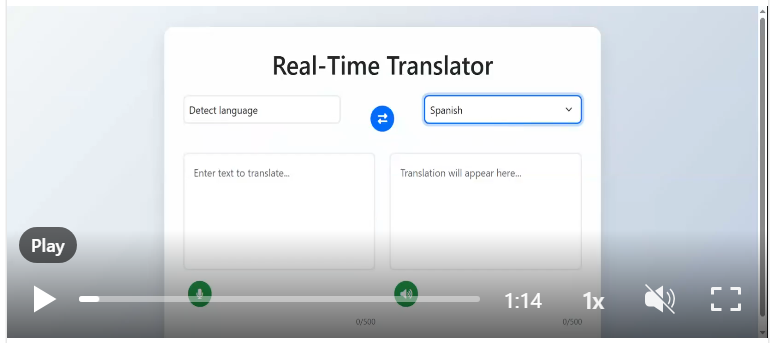 Real-Time Translator
Detect language
Spanish
Enter text to translate...
Translation will appear here...
Play
1:14
1x
0/500
0/500